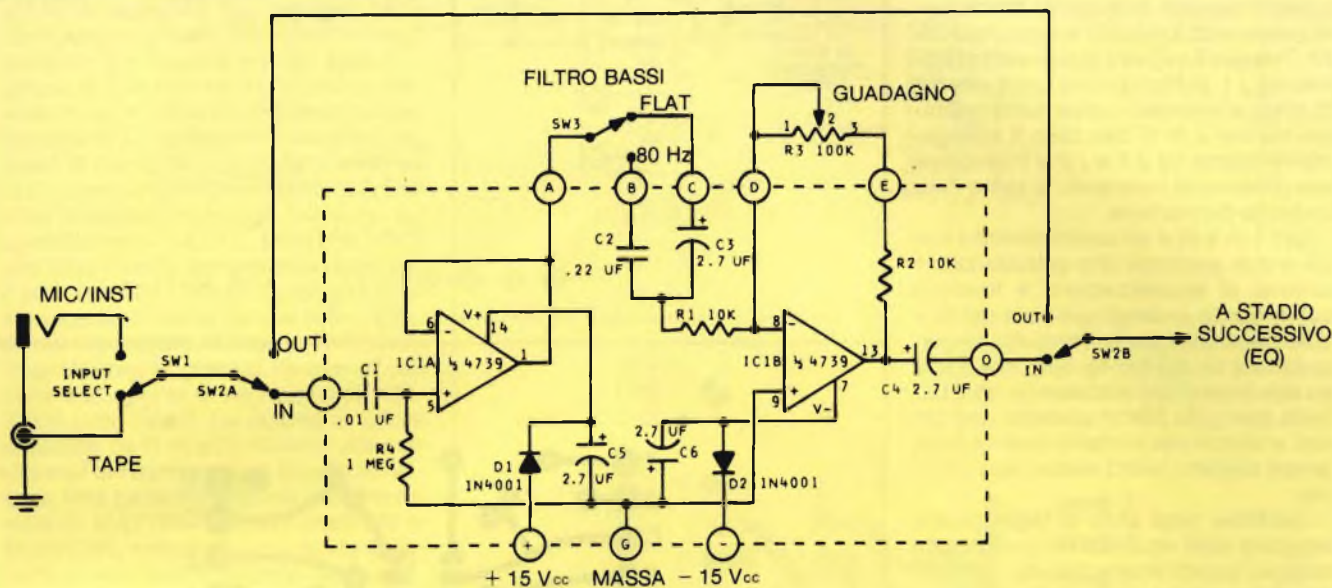 FILTRO BASSI
FLAT
SW3
80 Hz
GUADAGNO
1 2 3
R3 100K
A
B
C
D
E
C2
.22 UF
+
C3
2.7 UF
R2 10K
R1 10K
MIC/INST
INPUT
SELECT
SW1
SW2A
OUT
IN
TAPE
I
C1
.01 UF
R4
1 MEG
6
-
V+
14
IC1A
½ 4739
1
+
5
8
-
IC1B
½ 4739
13
+
9
7
V-
+
C4 2.7 UF
O
OUT
IN
SW2B
A STADIO
SUCCESSIVO
(EQ)
D1
1N4001
+
C5
2.7 UF
2.7 UF
C6
+
D2 1N4001
+
G
-
+ 15 Vcc
MASSA
- 15 Vcc